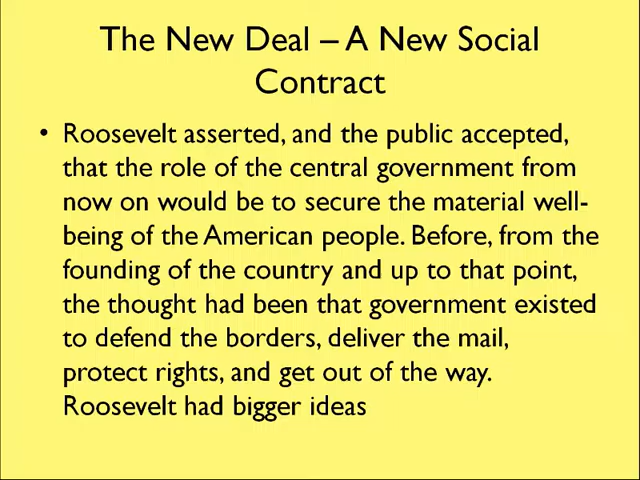 The New Deal – A New Social
Contract
• Roosevelt asserted, and the public accepted,
that the role of the central government from
now on would be to secure the material well-
being of the American people. Before, from the
founding of the country and up to that point,
the thought had been that government existed
to defend the borders, deliver the mail,
protect rights, and get out of the way.
Roosevelt had bigger ideas